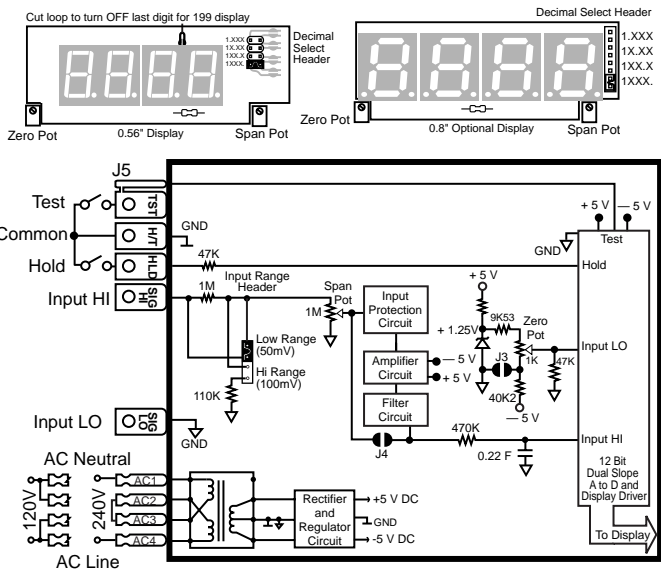 Cut loop to turn OFF last digit for 199 display
Decimal Select Header
1.XXX
1X.XX
1XX.X
1XXX.
Decimal
Select
Header
1.XXX
1X.XX
1XX.X
1XXX.
Zero Pot
0.56" Display
Span Pot
Zero Pot
0.8" Optional Display
Span Pot
J5
Test
TST
Common
H/T
GND
Hold
HLD
47K
Input HI
SIG
HI
1M
Input Range
Header
Span
Pot
1M
Low Range
(50mV)
Hi Range
(100mV)
110K
Input
Protection
Circuit
Amplifier
Circuit
— 5 V
+ 5 V
Filter
Circuit
J4
470K
0.22 F
+ 5 V
9K53
+ 1.25V
Zero
Pot
J3
1K
47K
40K2
— 5 V
+ 5 V
— 5 V
GND
Test
Hold
Input LO
Input HI
12 Bit
Dual Slope
A to D and
Display Driver
To Display
Input LO
SIG
LO
GND
AC Neutral
120V
240V
AC1
AC2
AC3
AC4
AC Line
Rectifier
and
Regulator
Circuit
+5 V DC
GND
-5 V DC